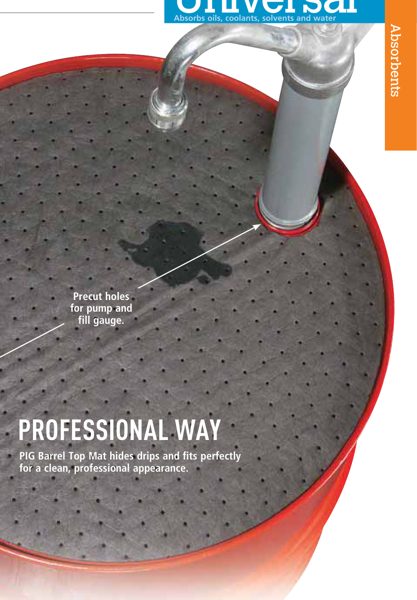 Universal
Absorbs oils, coolants, solvents and water
Absorbents
Precut holes
for pump and
fill gauge.
PROFESSIONAL WAY
PIG Barrel Top Mat hides drips and fits perfectly
for a clean, professional appearance.